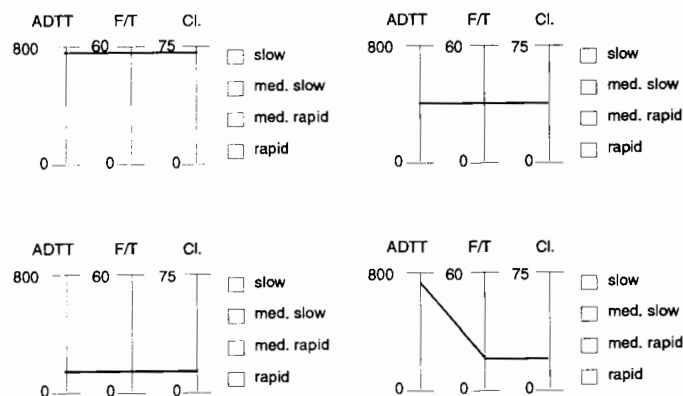 ADTT F/T Cl.
800 60 75
slow
med. slow
med. rapid
0 0 0
rapid
ADTT F/T Cl.
800 60 75
slow
med. slow
med. rapid
0 0 0
rapid
ADTT F/T Cl.
800 60 75
slow
med. slow
med. rapid
0 0 0
rapid
ADTT F/T Cl.
800 60 75
slow
med. slow
med. rapid
0 0 0
rapid